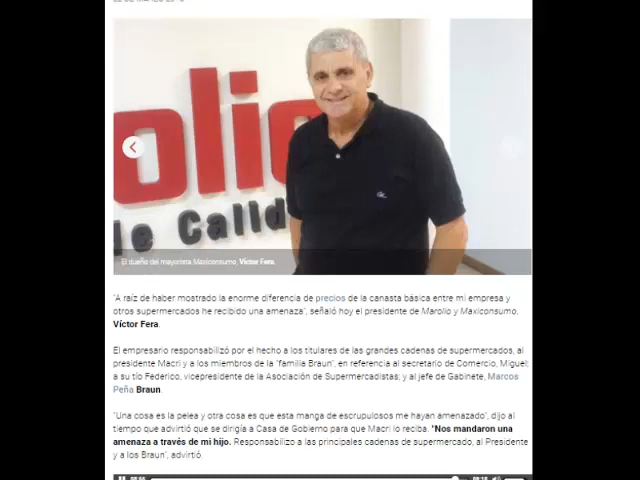 olio
de Calid
El dueño del mayorista Maxiconsumo, Víctor Fera.
"A raíz de haber mostrado la enorme diferencia de precios de la canasta básica entre mi empresa y
otros supermercados he recibido una amenaza", señaló hoy el presidente de Marolio y Maxiconsumo,
Víctor Fera.
El empresario responsabilizó por el hecho a los titulares de las grandes cadenas de supermercados, al
presidente Macri y a los miembros de la "familia Braun", en referencia al secretario de Comercio, Miguel;
a su tío Federico, vicepresidente de la Asociación de Supermercadistas; y al jefe de Gabinete, Marcos
Peña Braun.
"Una cosa es la pelea y otra cosa es que esta manga de escrupulosos me hayan amenazado", dijo al
tiempo que advirtió que se dirigía a Casa de Gobierno para que Macri lo reciba. "Nos mandaron una
amenaza a través de mi hijo. Responsabilizo a las principales cadenas de supermercado, al Presidente
y a los Braun", advirtió.